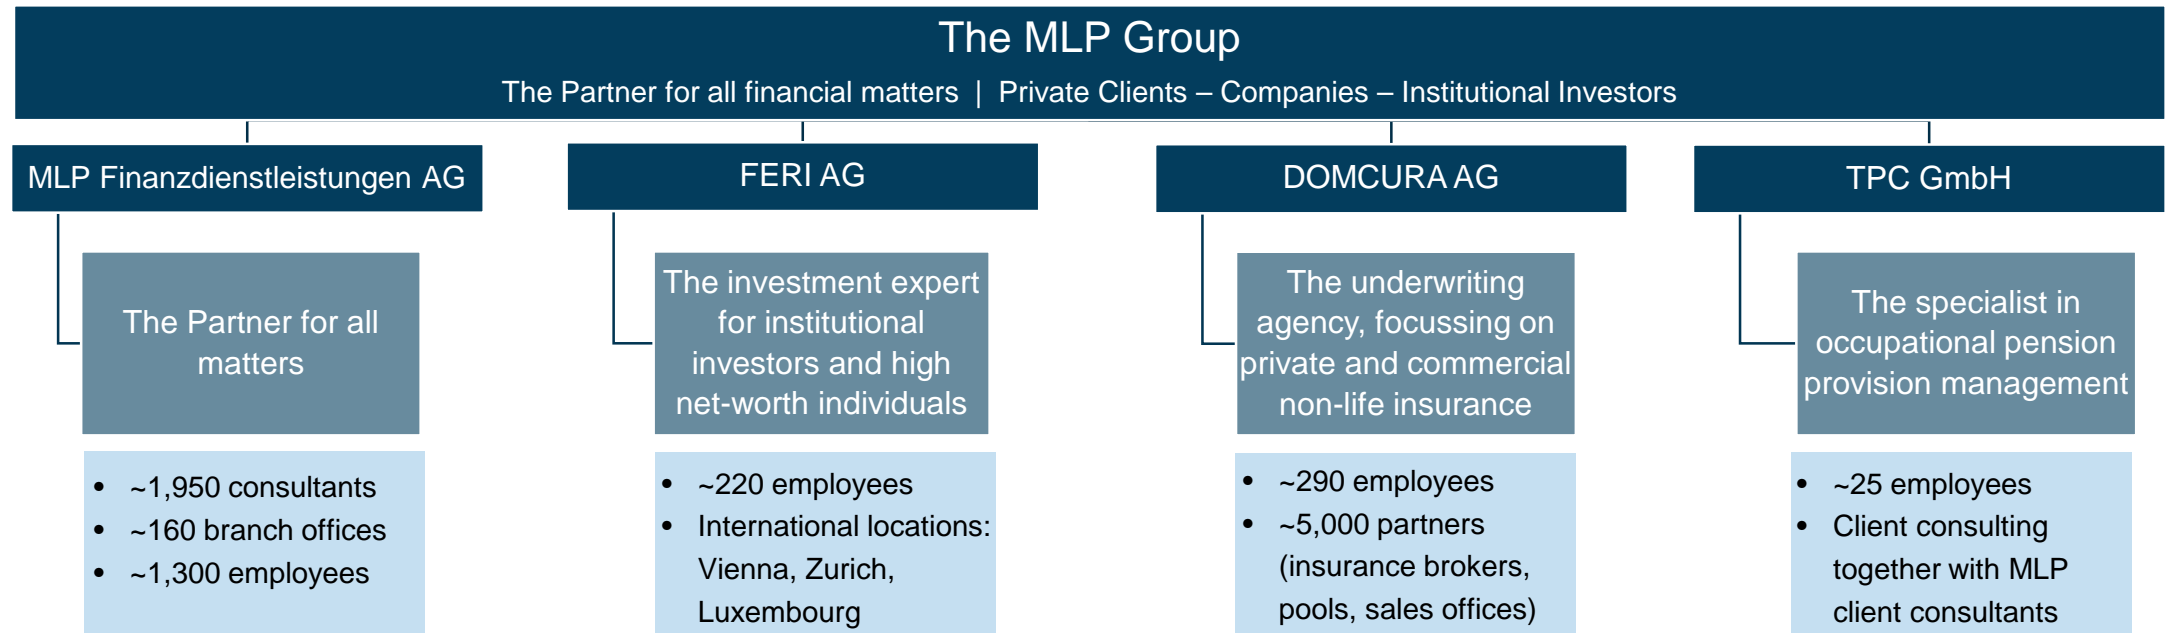 The MLP Group
The Partner for all financial matters | Private Clients – Companies – Institutional Investors
MLP Finanzdienstleistungen AG
The Partner for all
matters
• ~1,950 consultants
• ~160 branch offices
• ~1,300 employees
FERI AG
The investment expert
for institutional
investors and high
net-worth individuals
• ~220 employees
• International locations:
Vienna, Zurich,
Luxembourg
DOMCURA AG
The underwriting
agency, focussing on
private and commercial
non-life insurance
• ~290 employees
• ~5,000 partners
(insurance brokers,
pools, sales offices)
TPC GmbH
The specialist in
occupational pension
provision management
• ~25 employees
• Client consulting
together with MLP
client consultants